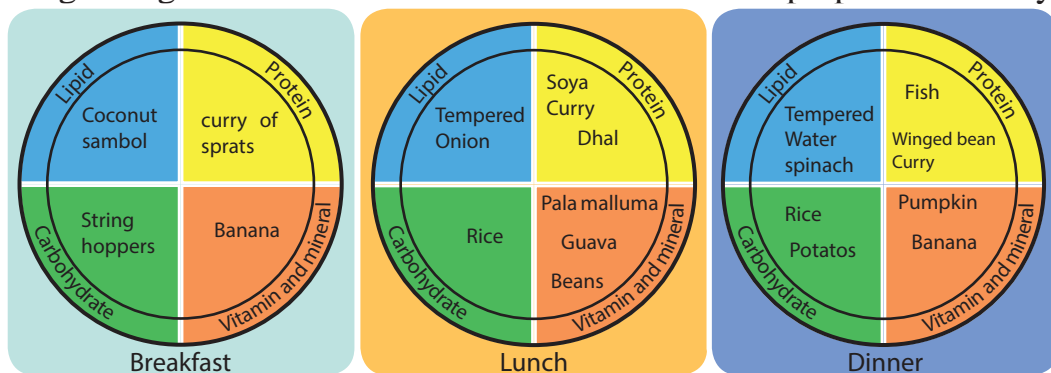 Lipid
Protein
Coconut
sambol
curry of
sprats
String
hoppers
Banana
Carbohydrate
Vitamin and mineral
Breakfast
Lipid
Protein
Tempered
Onion
Soya
Curry
Dhal
Rice
Pala malluma
Guava
Beans
Carbohydrate
Vitamin and mineral
Lunch
Lipid
Protein
Tempered
Water
spinach
Fish
Winged bean
Curry
Rice
Potatos
Pumpkin
Banana
Carbohydrate
Vitamin and mineral
Dinner